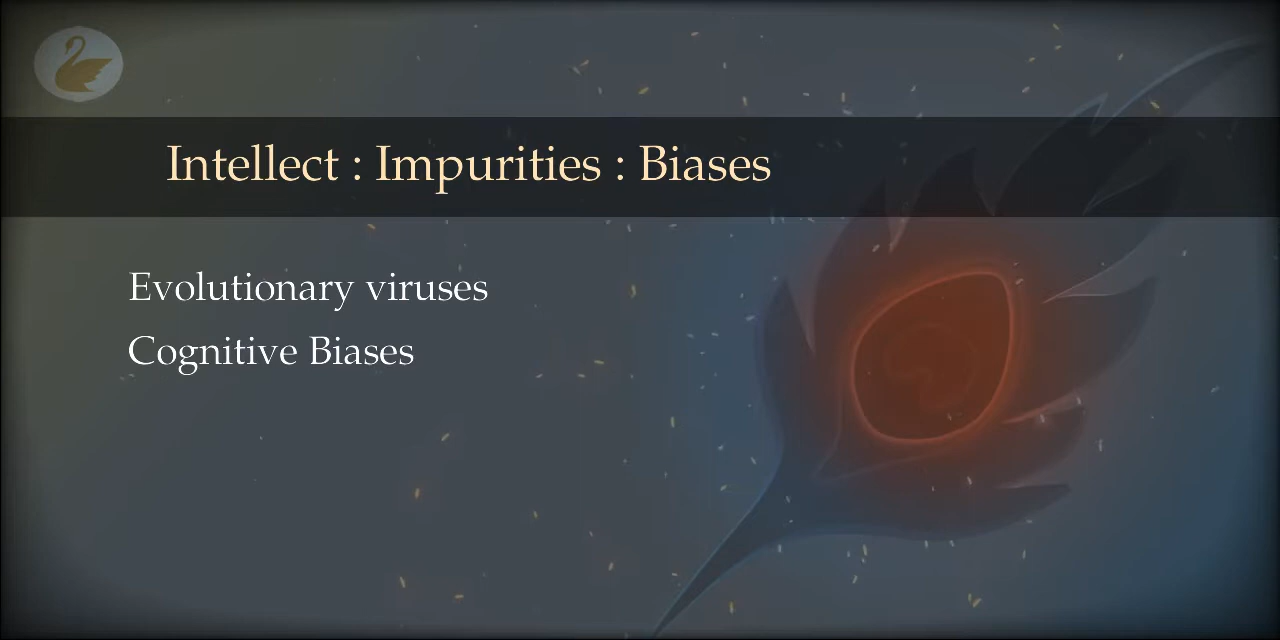 Intellect : Impurities : Biases
Evolutionary viruses
Cognitive Biases